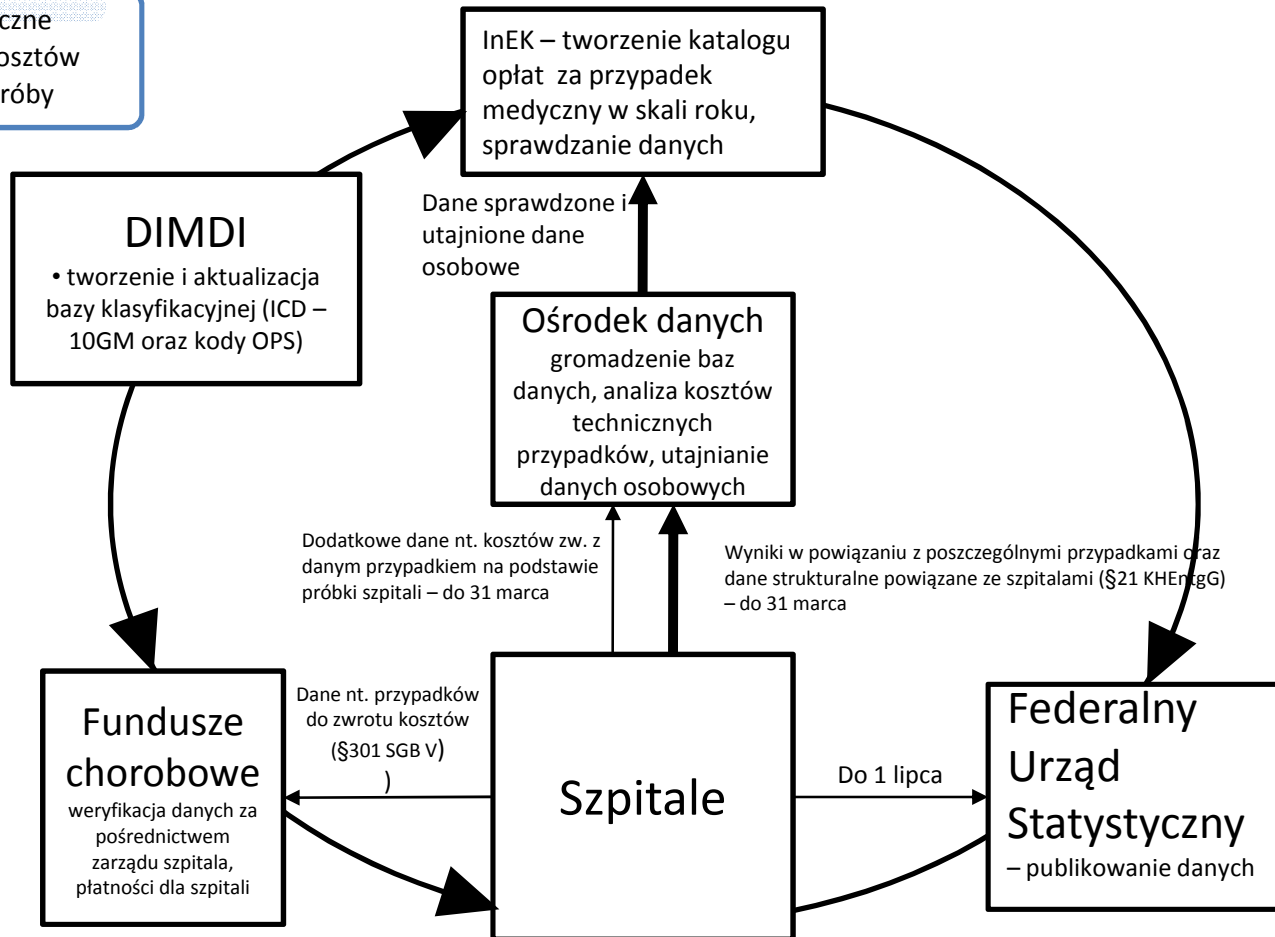 czne
osztów
róby
InEK – tworzenie katalogu
opłat za przypadek
medyczny w skali roku,
sprawdzanie danych
DIMDI
• tworzenie i aktualizacja
bazy klasyfikacyjnej (ICD –
10GM oraz kody OPS)
Dane sprawdzone i
utajnione dane
osobowe
Ośrodek danych
gromadzenie baz
danych, analiza kosztów
technicznych
przypadków, utajnianie
danych osobowych
Dodatkowe dane nt. kosztów zw. z
danym przypadkiem na podstawie
próbki szpitali – do 31 marca
Wyniki w powiązaniu z poszczególnymi przypadkami oraz
dane strukturalne powiązane ze szpitalami (§21 KHEntgG)
– do 31 marca
Fundusze
chorobowe
weryfikacja danych za
pośrednictwem
zarządu szpitala,
płatności dla szpitali
Dane nt. przypadków
do zwrotu kosztów
(§301 SGB V)
)
Szpitale
Do 1 lipca
Federalny
Urząd
Statystyczny
– publikowanie danych